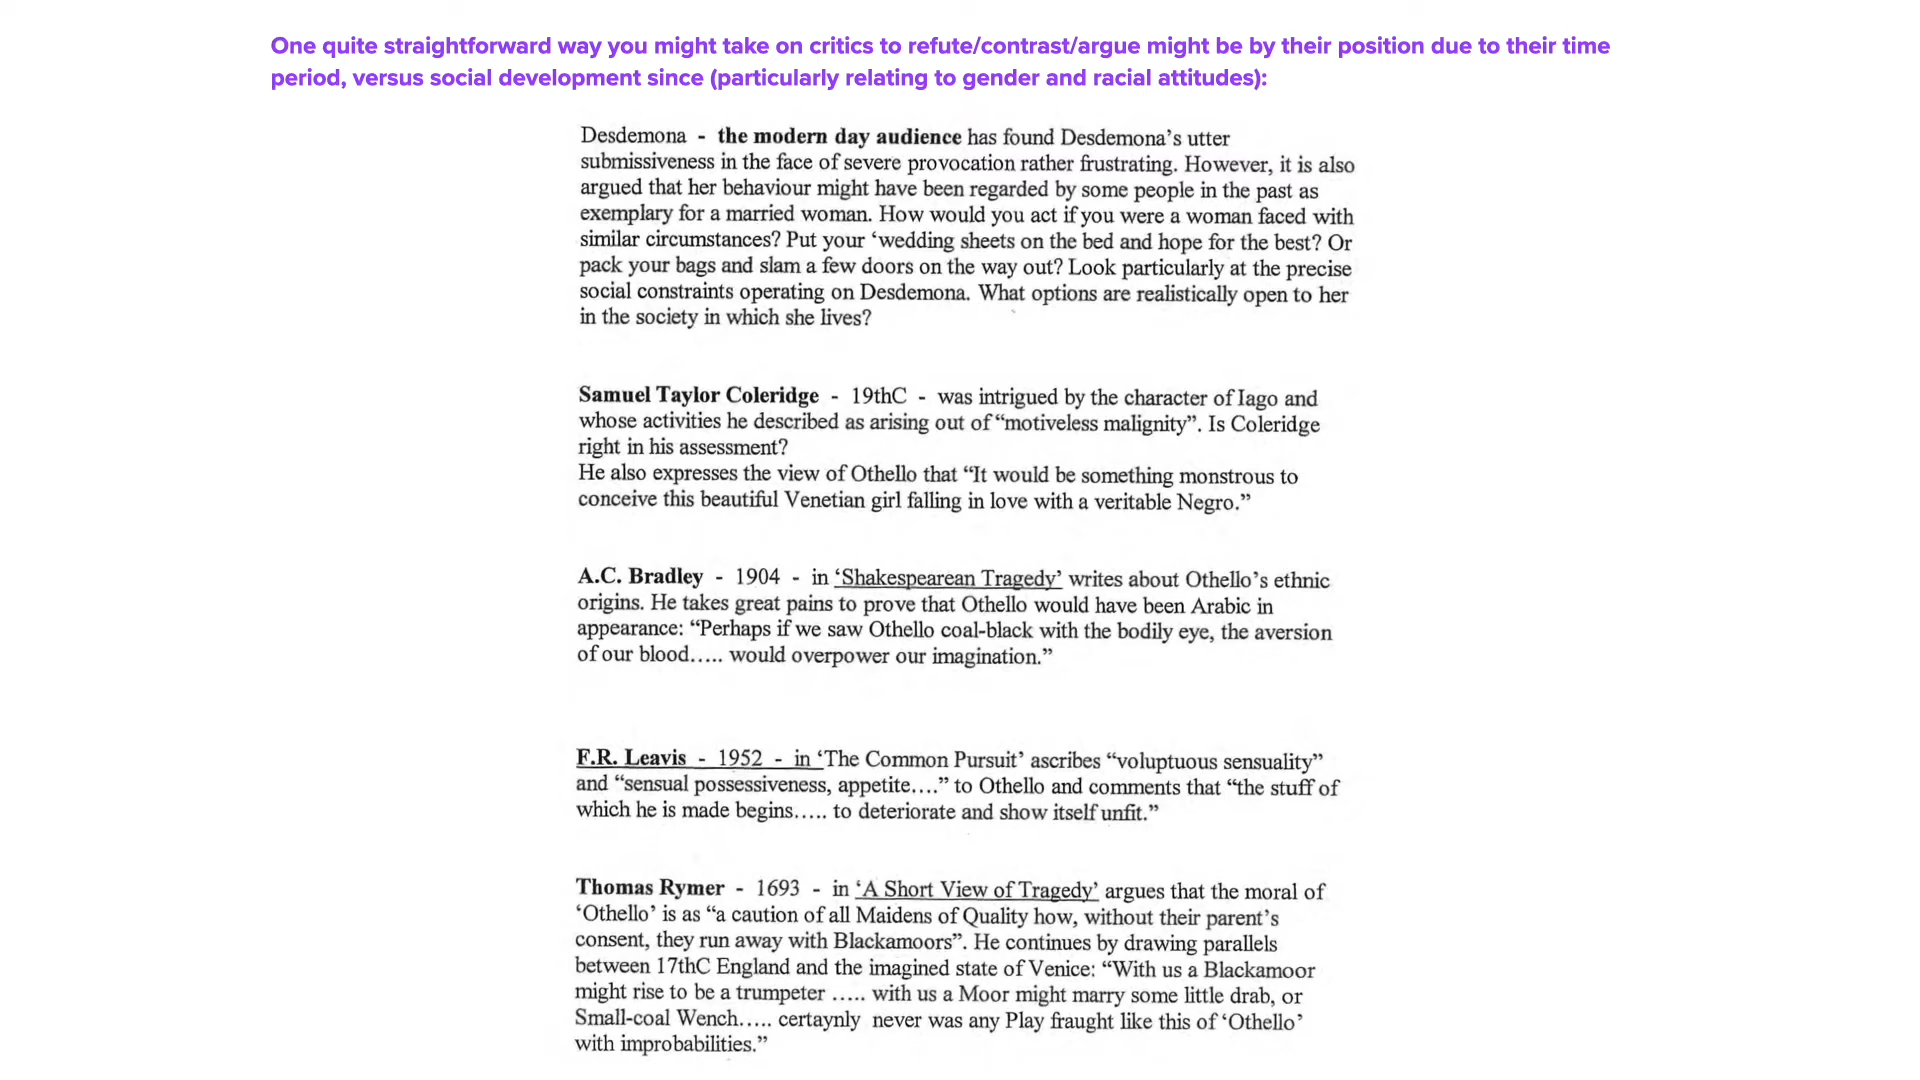 One quite straightforward way you might take on critics to refute/contrast/argue might be by their position due to their time
period, versus social development since (particularly relating to gender and racial attitudes):
Desdemona - the modern day audience has found Desdemona's utter
submissiveness in the face of severe provocation rather frustrating. However, it is also
argued that her behaviour might have been regarded by some people in the past as
exemplary for a married woman. How would you act if you were a woman faced with
similar circumstances? Put your 'wedding sheets on the bed and hope for the best? Or
pack your bags and slam a few doors on the way out? Look particularly at the precise
social constraints operating on Desdemona. What options are realistically open to her
in the society in which she lives?
Samuel Taylor Coleridge - 19thC - was intrigued by the character of Iago and
whose activities he described as arising out of "motiveless malignity". Is Coleridge
right in his assessment?
He also expresses the view of Othello that "It would be something monstrous to
conceive this beautiful Venetian girl falling in love with a veritable Negro."
A.C. Bradley - 1904 - in 'Shakespearean Tragedy' writes about Othello's ethnic
origins. He takes great pains to prove that Othello would have been Arabic in
appearance: "Perhaps if we saw Othello coal-black with the bodily eye, the aversion
of our blood..... would overpower our imagination."
F.R. Leavis - 1952 - in 'The Common Pursuit' ascribes "voluptuous sensuality"
and "sensual possessiveness, appetite...." to Othello and comments that "the stuff of
which he is made begins..... to deteriorate and show itself unfit."
Thomas Rymer - 1693 - in 'A Short View of Tragedy' argues that the moral of
'Othello' is as "a caution of all Maidens of Quality how, without their parent's
consent, they run away with Blackamoors". He continues by drawing parallels
between 17thC England and the imagined state of Venice: "With us a Blackamoor
might rise to be a trumpeter ..... with us a Moor might marry some little drab, or
Small-coal Wench..... certaynly never was any Play fraught like this of 'Othello'
with improbabilities."